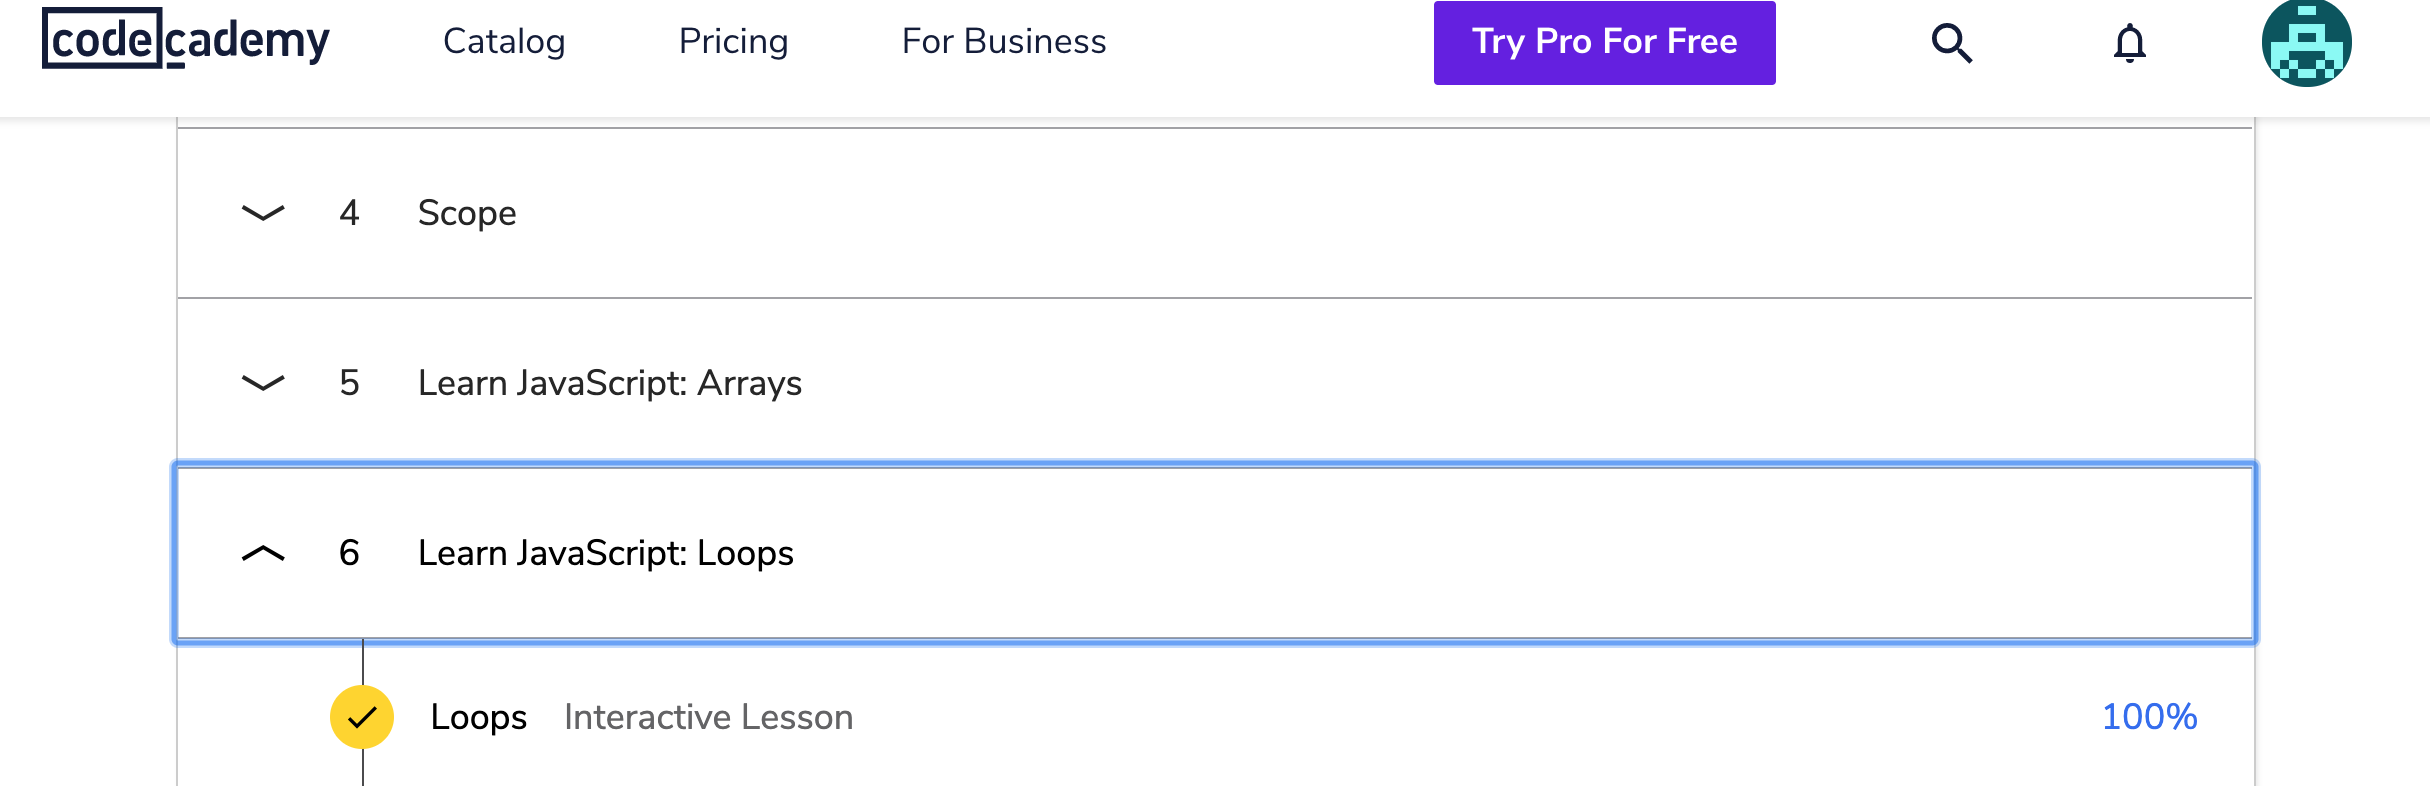 codecademy Catalog Pricing For Business Try Pro For Free
4 Scope
5 Learn JavaScript: Arrays
6 Learn JavaScript: Loops
Loops Interactive Lesson 100%